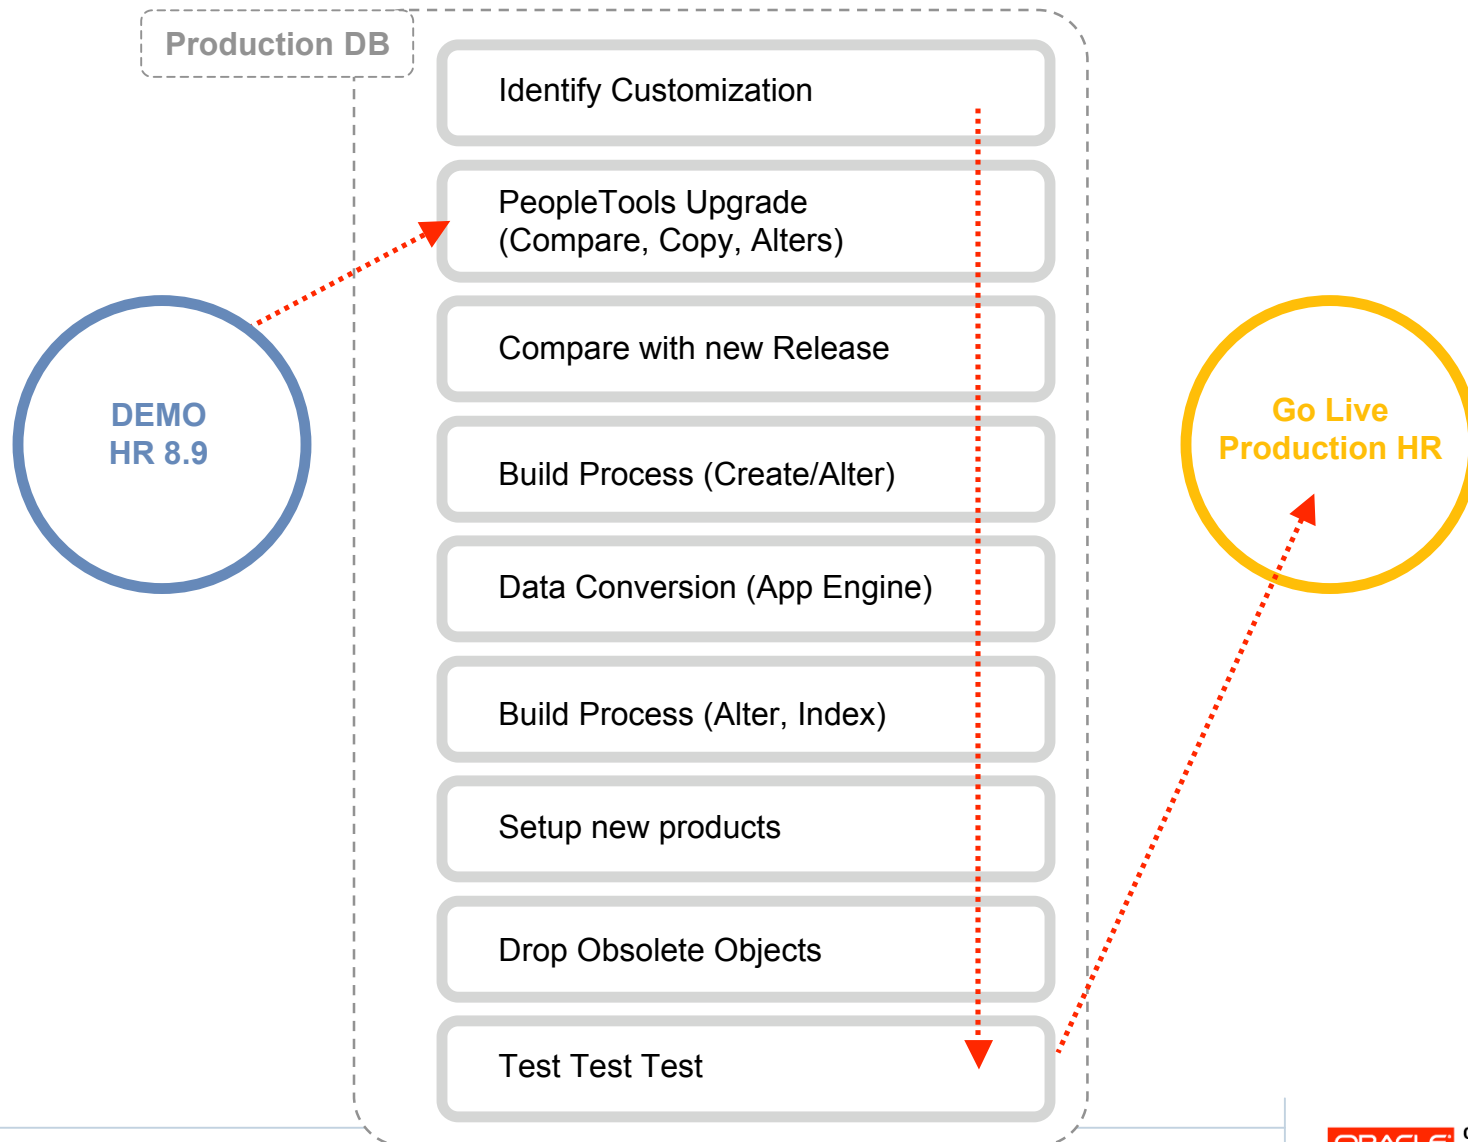 Production DB
Identify Customization
PeopleTools Upgrade
(Compare, Copy, Alters)
Compare with new Release
DEMO
HR 8.9
Go Live
Production HR
Build Process (Create/Alter)
Data Conversion (App Engine)
Build Process (Alter, Index)
Setup new products
Drop Obsolete Objects
Test Test Test
ORACLE